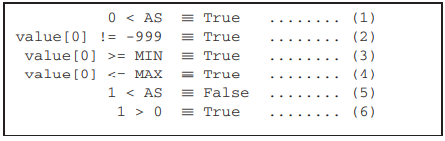 0 < AS ≡ True ........ (1)
value[0] != -999 ≡ True ........ (2)
value[0] >= MIN ≡ True ........ (3)
value[0] <- MAX ≡ True ........ (4)
1 < AS ≡ False ........ (5)
1 > 0 ≡ True ........ (6)